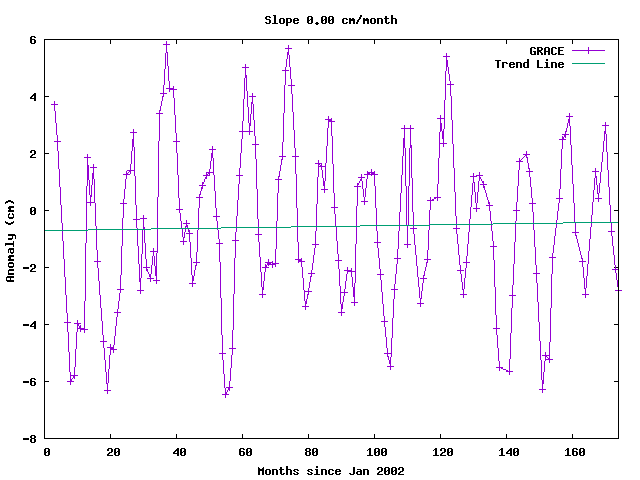 Slope 0.00 cm/month
GRACE
Trend Line
6
4
2
0
-2
-4
-6
-8
Anomaly (cm)
0 20 40 60 80 100 120 140 160
Months since Jan 2002